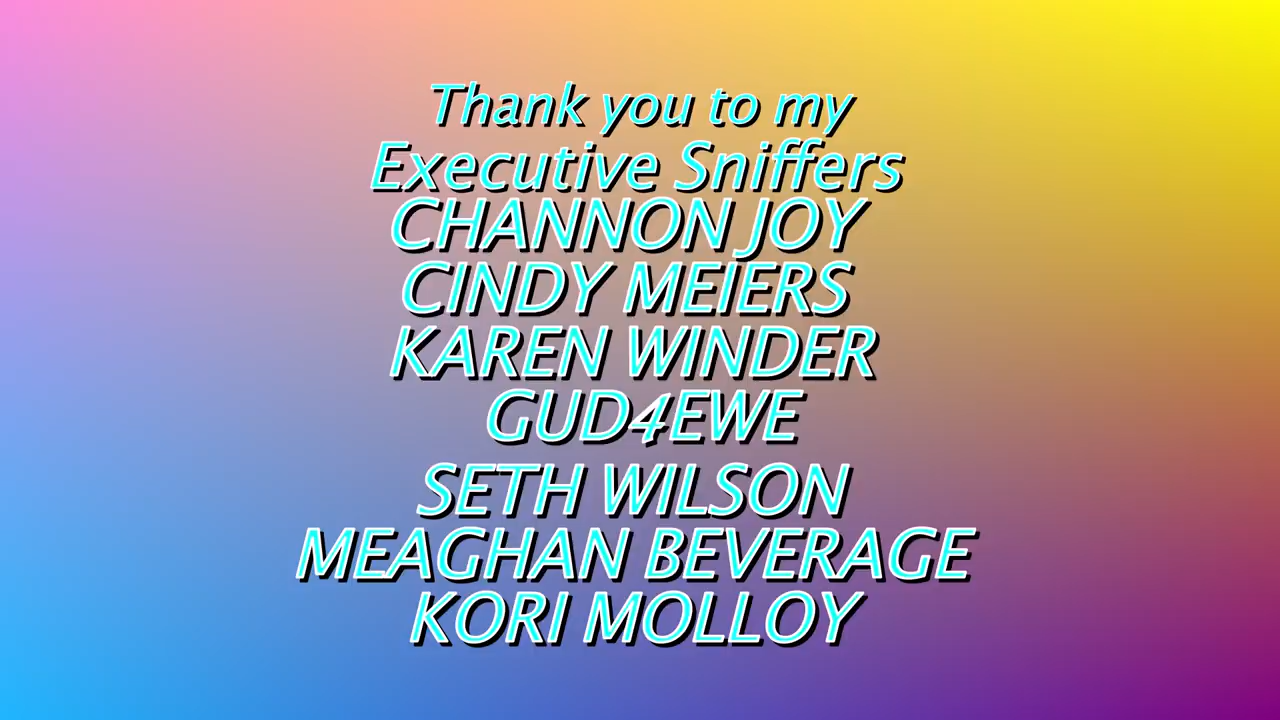 Thank you to my
Executive Sniffers
CHANNON JOY
CINDY MEIERS
KAREN WINDER
GUD4EWE
SETH WILSON
MEAGHAN BEVERAGE
KORI MOLLOY